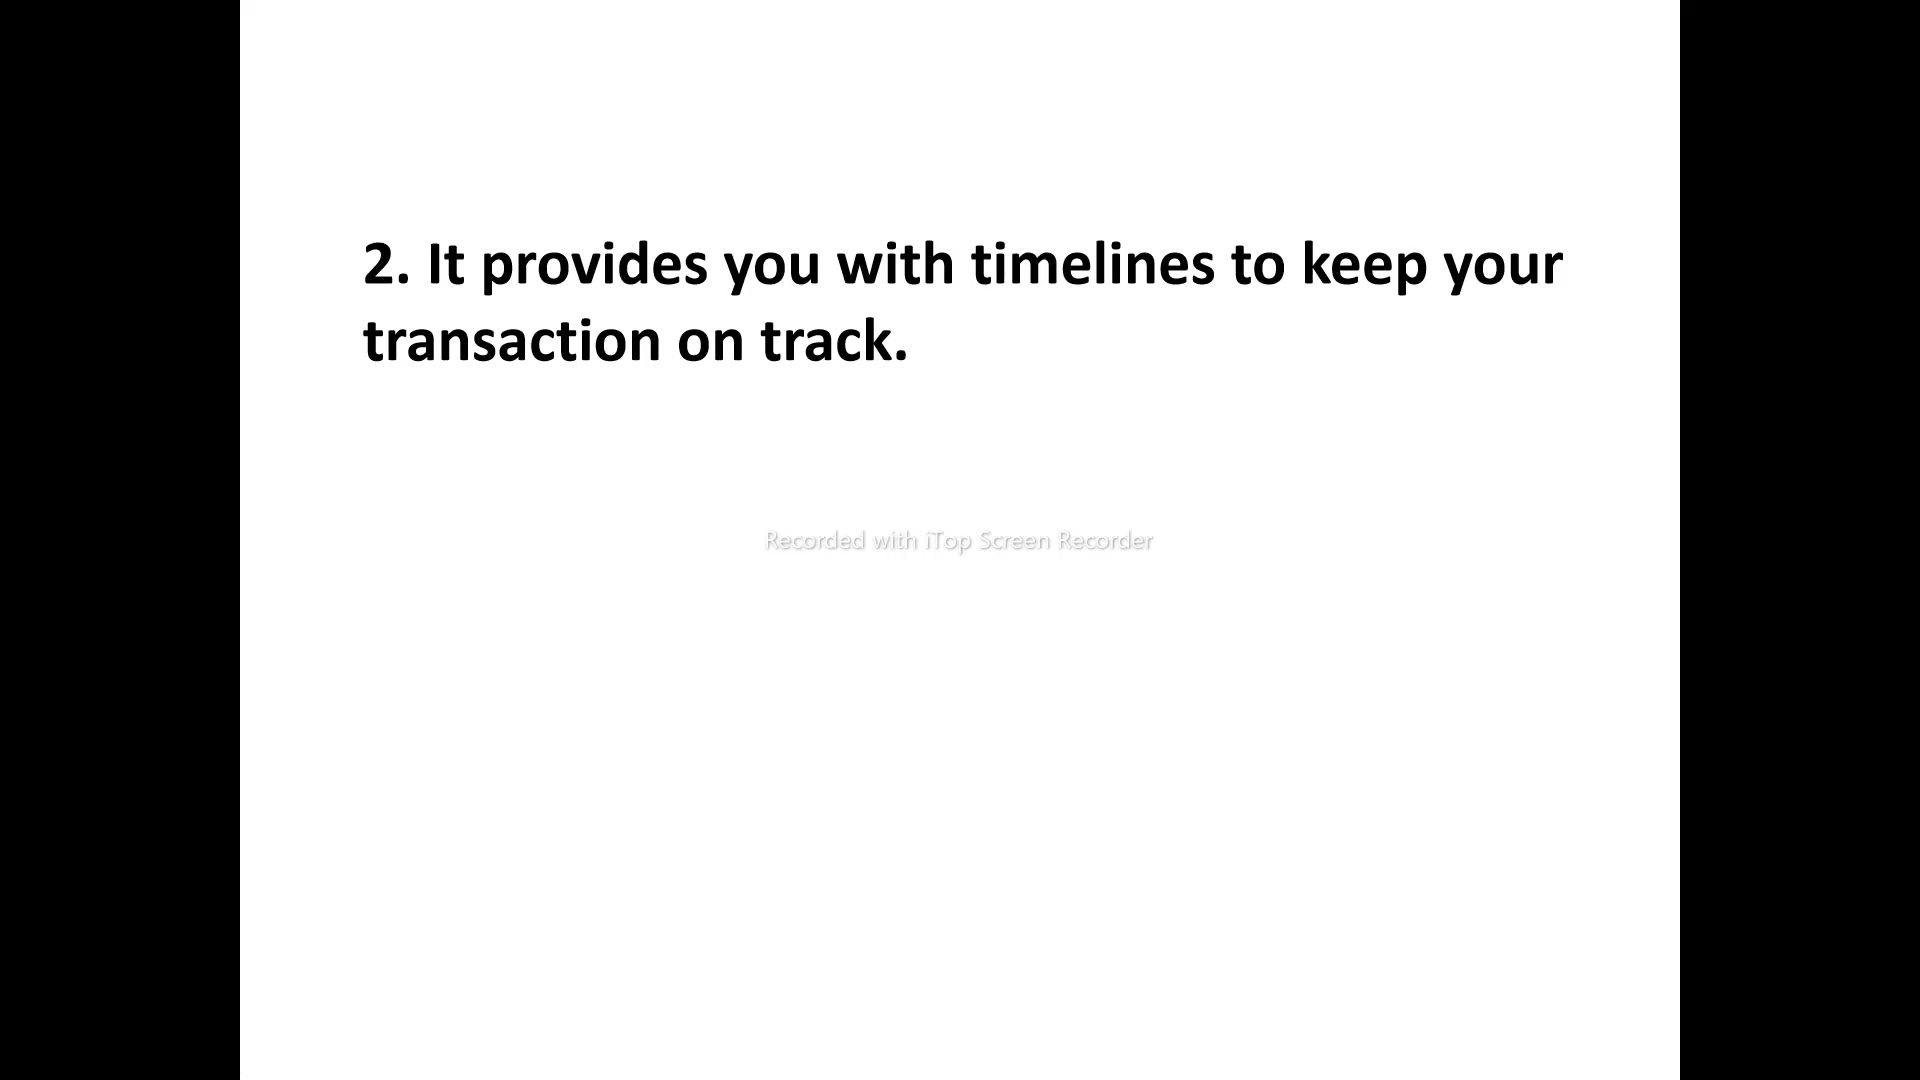 2. It provides you with timelines to keep your
transaction on track.
Recorded with iTop Screen Recorder